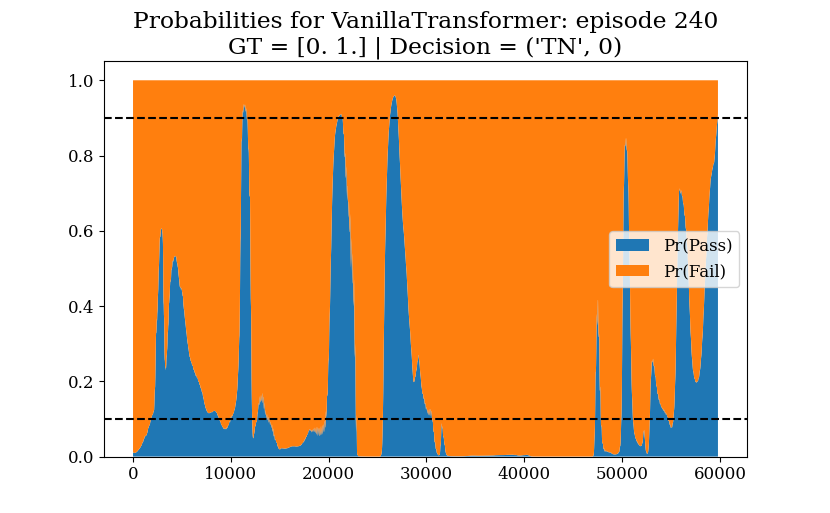 Probabilities for VanillaTransformer: episode 240
GT = [0. 1.] | Decision = ('TN', 0)
1.0
0.8
0.6
0.4
0.2
0.0
Pr(Pass)
Pr(Fail)
0 10000 20000 30000 40000 50000 60000